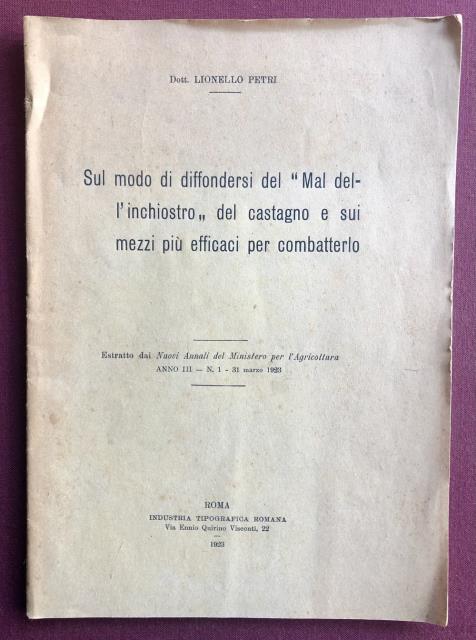 Dott. LIONELLO PETRI
Sul modo di diffondersi del "Mal del-
l'inchiostro„ del castagno e sui
mezzi più efficaci per combatterlo
Estratto dai Nuovi Annali del Ministero per l'Agricoltura
ANNO III — N. 1 - 31 marzo 1923
ROMA
INDUSTRIA TIPOGRAFICA ROMANA
Via Ennio Quirino Visconti, 22
1923